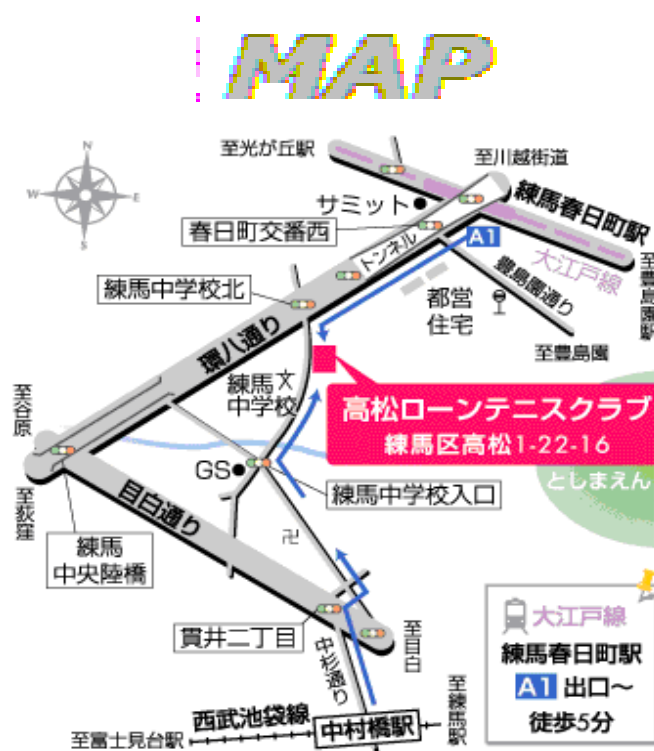 MAP
N
W
E
S
至光が丘駅
至川越街道
サミット
練馬春日町駅
春日町交番西
トンネル
A1
大江戸線
至豊島園駅
練馬中学校北
都営
住宅
豊島園通り
環八通り
至豊島園
練馬
中学校
文
至谷原
高松ローンテニスクラブ
練馬区高松1-22-16
GS
練馬中学校入口
としまえん
至荻窪
目白通り
卍
練馬
中央陸橋
貫井二丁目
至目白
中杉通り
大江戸線
練馬春日町駅
A1 出口~
徒歩5分
西武池袋線
中村橋駅
至練馬駅
至富士見台駅